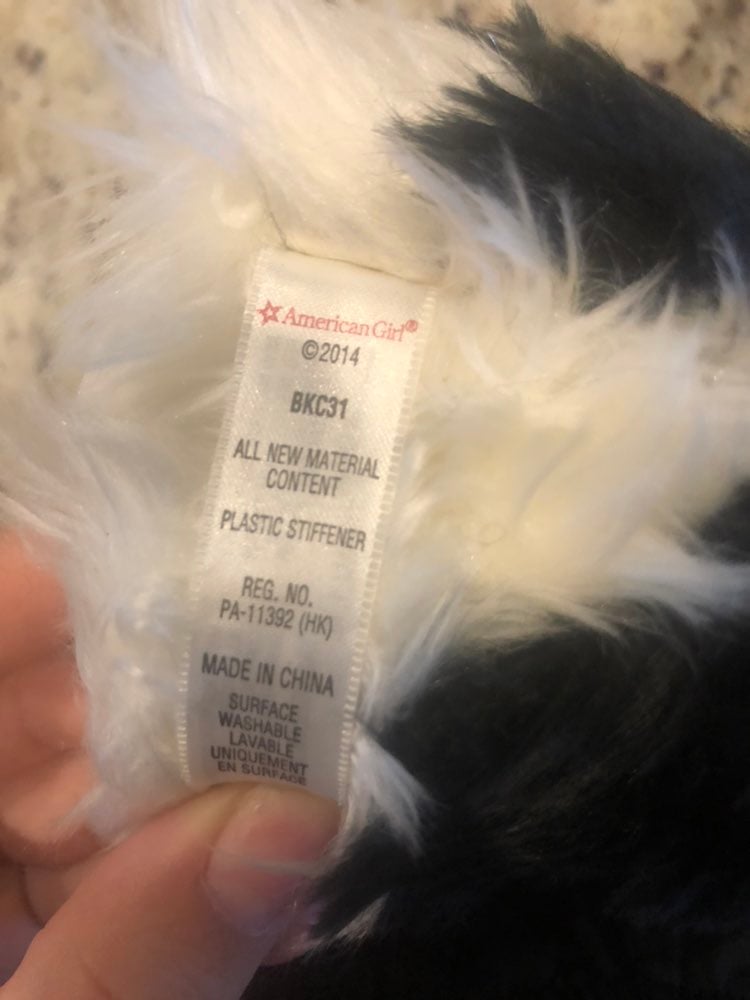 American Girl®
©2014
BKC31
ALL NEW MATERIAL
CONTENT
PLASTIC STIFFENER
REG. NO.
PA-11392 (HK)
MADE IN CHINA
SURFACE
WASHABLE
LAVABLE
UNIQUEMENT
EN SURFACE